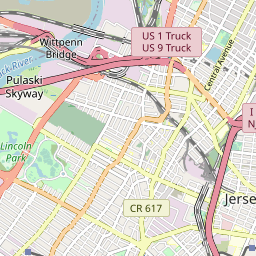 US 1 Truck
US 9 Truck
Wittpenn
Bridge
Central Avenue
Pulaski
Skyway
Lincoln
Park
CR 617
I
N
Jerse